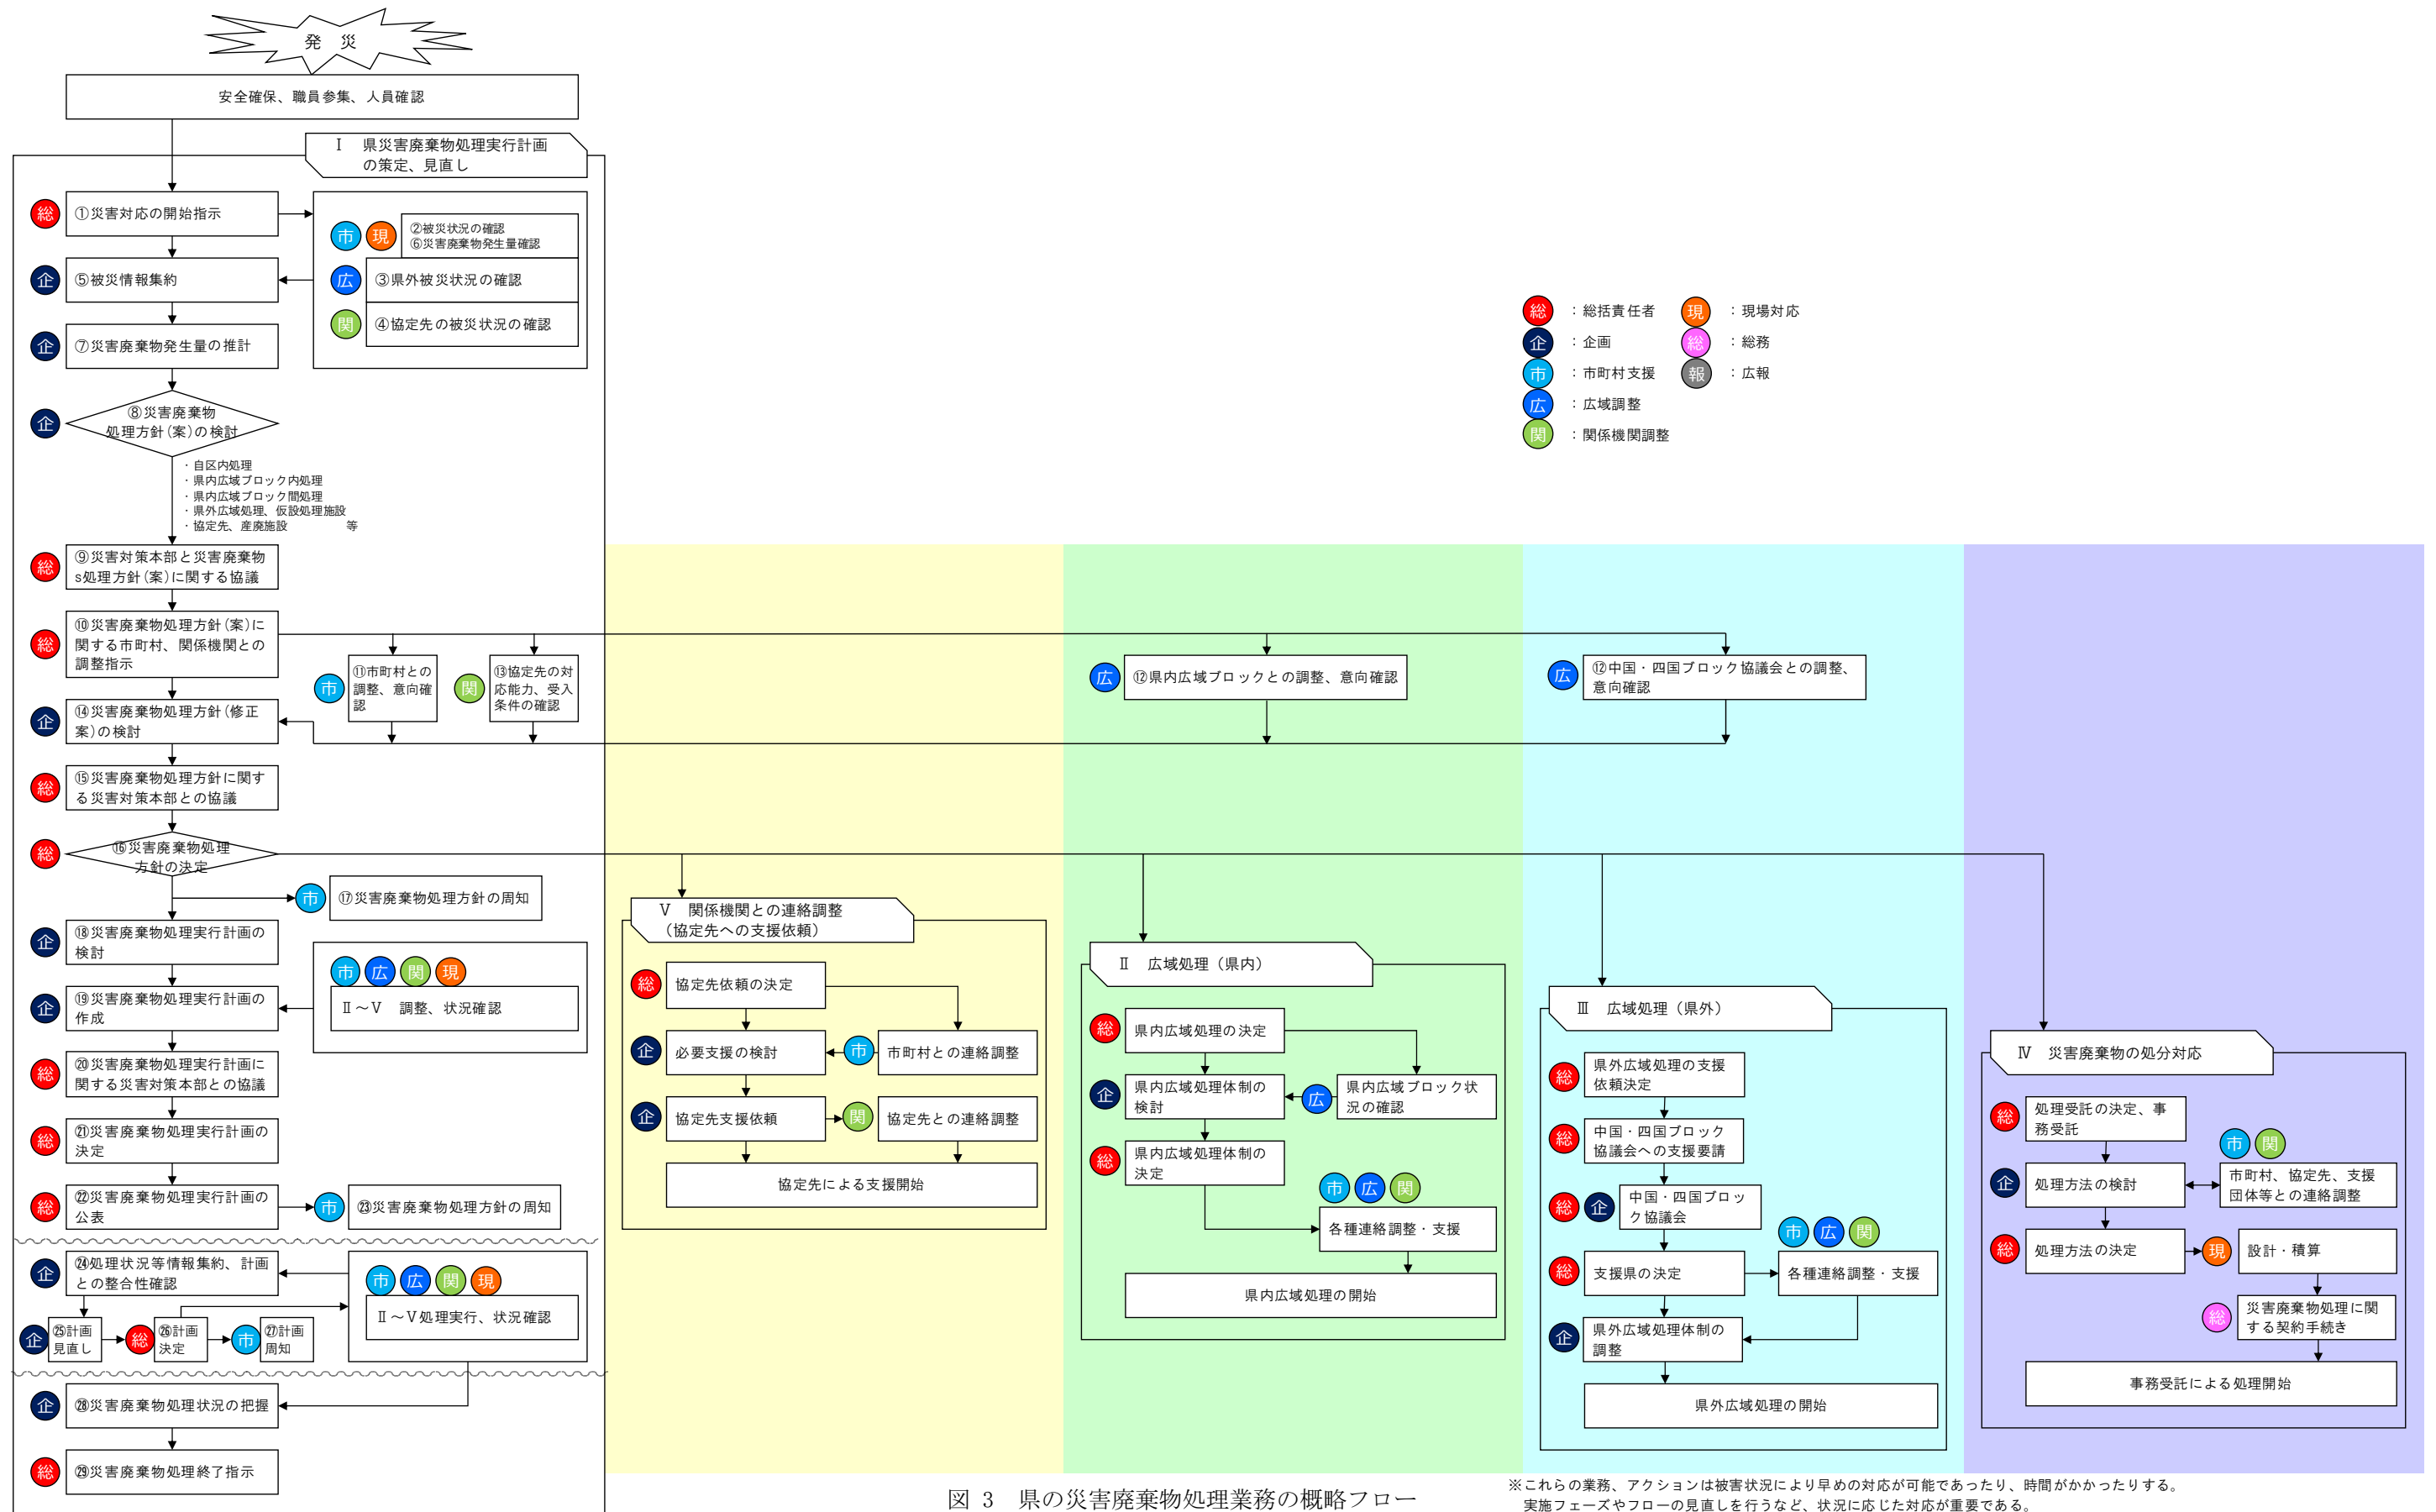 発　災
安全確保、職員参集、人員確認
Ⅰ　県災害廃棄物処理実行計画
の策定、見直し
総
①災害対応の開始指示
市
現
②被災状況の確認
⑥災害廃棄物発生量確認
企
⑤被災情報集約
広
③県外被災状況の確認
関
④協定先の被災状況の確認
企
⑦災害廃棄物発生量の推計
企
⑧災害廃棄物
処理方針(案)の検討
・自区内処理
・県内広域ブロック内処理
・県内広域ブロック間処理
・県外広域処理、仮設処理施設
・協定先、産廃施設　　　　　等
総
：総括責任者
現
：現場対応
企
：企画
総
：総務
市
：市町村支援
報
：広報
広
：広域調整
関
：関係機関調整
総
⑨災害対策本部と災害廃棄物
s処理方針(案)に関する協議
総
⑩災害廃棄物処理方針(案)に
関する市町村、関係機関との
調整指示
市
⑪市町村との
調整、意向確
認
関
⑬協定先の対
応能力、受入
条件の確認
広
⑫県内広域ブロックとの調整、意向確認
広
⑫中国・四国ブロック協議会との調整、
意向確認
企
⑭災害廃棄物処理方針(修正
案)の検討
総
⑮災害廃棄物処理方針に関す
る災害対策本部との協議
総
⑯災害廃棄物処理
方針の決定
市
⑰災害廃棄物処理方針の周知
企
⑱災害廃棄物処理実行計画の
検討
市
広
関
現
Ⅱ～Ⅴ　調整、状況確認
企
⑲災害廃棄物処理実行計画の
作成
総
⑳災害廃棄物処理実行計画に
関する災害対策本部との協議
総
㉑災害廃棄物処理実行計画の
決定
総
㉒災害廃棄物処理実行計画の
公表
市
㉓災害廃棄物処理方針の周知
企
㉔処理状況等情報集約、計画
との整合性確認
市
広
関
現
Ⅱ～Ⅴ処理実行、状況確認
企
㉕計画
見直し
総
㉖計画
決定
市
㉗計画
周知
企
㉘災害廃棄物処理状況の把握
総
㉙災害廃棄物処理終了指示
Ⅴ　関係機関との連絡調整
（協定先への支援依頼）
総
協定先依頼の決定
企
必要支援の検討
市
市町村との連絡調整
企
協定先支援依頼
関
協定先との連絡調整
協定先による支援開始
Ⅱ　広域処理（県内）
総
県内広域処理の決定
企
県内広域処理体制の
検討
広
県内広域ブロック状
況の確認
総
県内広域処理体制の
決定
市
広
関
各種連絡調整・支援
県内広域処理の開始
Ⅲ　広域処理（県外）
総
県外広域処理の支援
依頼決定
総
中国・四国ブロック
協議会への支援要請
総
企
中国・四国ブロッ
ク協議会
市
広
関
総
支援県の決定
各種連絡調整・支援
企
県外広域処理体制の
調整
県外広域処理の開始
Ⅳ　災害廃棄物の処分対応
総
処理受託の決定、事
務受託
市
関
企
処理方法の検討
市町村、協定先、支援
団体等との連絡調整
総
処理方法の決定
現
設計・積算
総
災害廃棄物処理に関
する契約手続き
事務受託による処理開始
図 3　県の災害廃棄物処理業務の概略フロー
※これらの業務、アクションは被害状況により早めの対応が可能であったり、時間がかかったりする。
実施フェーズやフローの見直しを行うなど、状況に応じた対応が重要である。